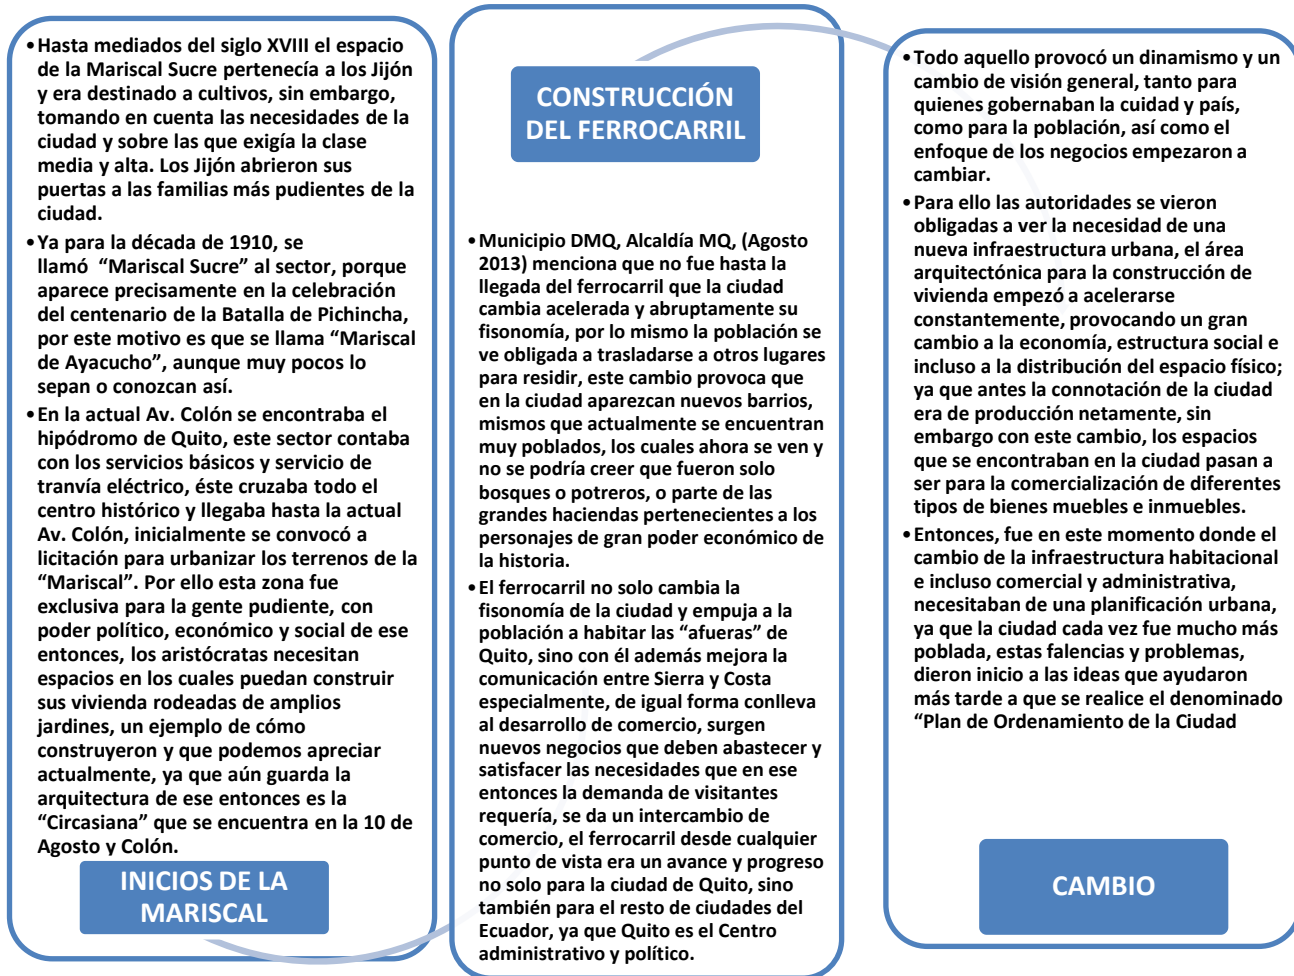 •Hasta mediados del siglo XVIII el espacio
de la Mariscal Sucre pertenecía a los Jijón
y era destinado a cultivos, sin embargo,
tomando en cuenta las necesidades de la
ciudad y sobre las que exigía la clase
media y alta. Los Jijón abrieron sus
puertas a las familias más pudientes de la
ciudad.
•Ya para la década de 1910, se
llamó “Mariscal Sucre” al sector, porque
aparece precisamente en la celebración
del centenario de la Batalla de Pichincha,
por este motivo es que se llama “Mariscal
de Ayacucho”, aunque muy pocos lo
sepan o conozcan así.
•En la actual Av. Colón se encontraba el
hipódromo de Quito, este sector contaba
con los servicios básicos y servicio de
tranvía eléctrico, éste cruzaba todo el
centro histórico y llegaba hasta la actual
Av. Colón, inicialmente se convocó a
licitación para urbanizar los terrenos de la
“Mariscal”. Por ello esta zona fue
exclusiva para la gente pudiente, con
poder político, económico y social de ese
entonces, los aristócratas necesitan
espacios en los cuales puedan construir
sus vivienda rodeadas de amplios
jardines, un ejemplo de cómo
construyeron y que podemos apreciar
actualmente, ya que aún guarda la
arquitectura de ese entonces es la
“Circasiana” que se encuentra en la 10 de
Agosto y Colón.
INICIOS DE LA
MARISCAL
CONSTRUCCIÓN
DEL FERROCARRIL
•Municipio DMQ, Alcaldía MQ, (Agosto
2013) menciona que no fue hasta la
llegada del ferrocarril que la ciudad
cambia acelerada y abruptamente su
fisonomía, por lo mismo la población se
ve obligada a trasladarse a otros lugares
para residir, este cambio provoca que
en la ciudad aparezcan nuevos barrios,
mismos que actualmente se encuentran
muy poblados, los cuales ahora se ven y
no se podría creer que fueron solo
bosques o potreros, o parte de las
grandes haciendas pertenecientes a los
personajes de gran poder económico de
la historia.
•El ferrocarril no solo cambia la
fisonomía de la ciudad y empuja a la
población a habitar las “afueras” de
Quito, sino con él además mejora la
comunicación entre Sierra y Costa
especialmente, de igual forma conlleva
al desarrollo de comercio, surgen
nuevos negocios que deben abastecer y
satisfacer las necesidades que en ese
entonces la demanda de visitantes
requería, se da un intercambio de
comercio, el ferrocarril desde cualquier
punto de vista era un avance y progreso
no solo para la ciudad de Quito, sino
también para el resto de ciudades del
Ecuador, ya que Quito es el Centro
administrativo y político.
•Todo aquello provocó un dinamismo y un
cambio de visión general, tanto para
quienes gobernaban la cuidad y país,
como para la población, así como el
enfoque de los negocios empezaron a
cambiar.
•Para ello las autoridades se vieron
obligadas a ver la necesidad de una
nueva infraestructura urbana, el área
arquitectónica para la construcción de
vivienda empezó a acelerarse
constantemente, provocando un gran
cambio a la economía, estructura social e
incluso a la distribución del espacio físico;
ya que antes la connotación de la ciudad
era de producción netamente, sin
embargo con este cambio, los espacios
que se encontraban en la ciudad pasan a
ser para la comercialización de diferentes
tipos de bienes muebles e inmuebles.
•Entonces, fue en este momento donde el
cambio de la infraestructura habitacional
e incluso comercial y administrativa,
necesitaban de una planificación urbana,
ya que la ciudad cada vez fue mucho más
poblada, estas falencias y problemas,
dieron inicio a las ideas que ayudaron
más tarde a que se realice el denominado
“Plan de Ordenamiento de la Ciudad
CAMBIO